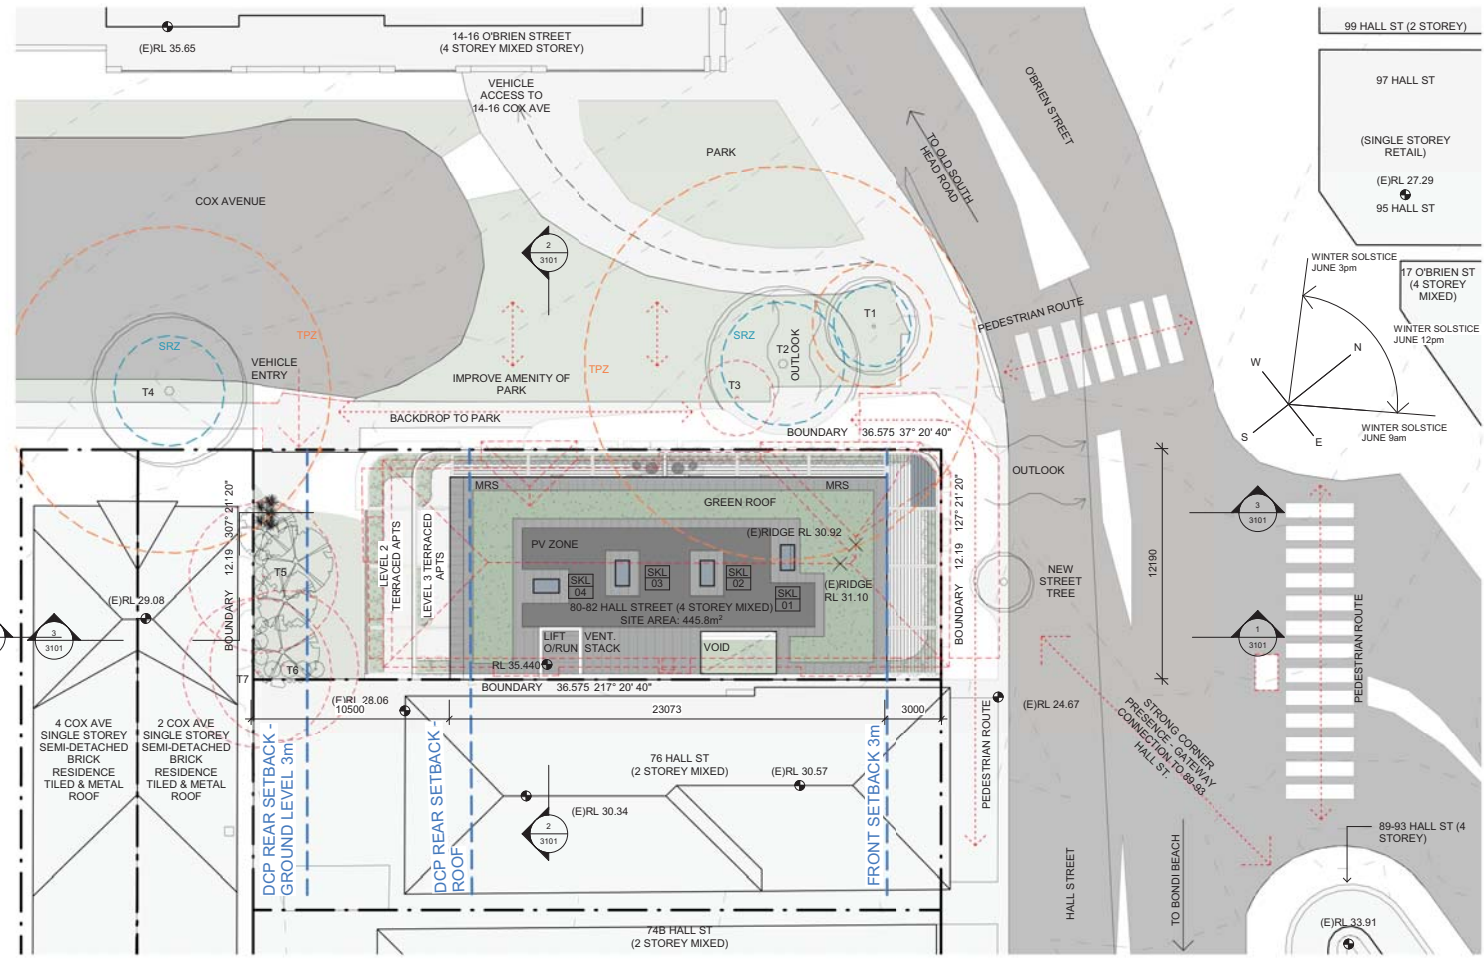 (E)RL 35.65
14-16 O'BRIEN STREET
(4 STOREY MIXED STOREY)
99 HALL ST (2 STOREY)
97 HALL ST
(SINGLE STOREY
RETAIL)
(E)RL 27.29
95 HALL ST
VEHICLE
ACCESS TO
14-16 COX AVE
O'BRIEN STREET
TO OLD SOUTH
HEAD ROAD
PARK
COX AVENUE
2
3101
WINTER SOLSTICE
JUNE 3pm
17 O'BRIEN ST
(4 STOREY
MIXED)
WINTER SOLSTICE
JUNE 12pm
N
W
S
E
WINTER SOLSTICE
JUNE 9am
PEDESTRIAN ROUTE
T1
T2
T3
OUTLOOK
SRZ
TPZ
SRZ
TPZ
T4
VEHICLE
ENTRY
IMPROVE AMENITY OF
PARK
BACKDROP TO PARK
BOUNDARY 36.575 37° 20' 40"
OUTLOOK
MRS
MRS
GREEN ROOF
(E)RIDGE RL 30.92
PV ZONE
(E)RIDGE
RL 31.10
SKL
04
SKL
03
SKL
02
SKL
01
80-82 HALL STREET (4 STOREY MIXED)
SITE AREA: 445.8m²
LIFT
O/RUN
VENT.
STACK
VOID
RL 35.440
LEVEL 2
TERRACED APTS
LEVEL 3 TERRACED
APTS
BOUNDARY 12.19 307° 21' 20"
BOUNDARY 12.19 127° 21' 20"
T5
T6
T7
(E)RL 29.08
3
3101
NEW
STREET
TREE
12190
3
3101
1
3101
PEDESTRIAN ROUTE
BOUNDARY 36.575 217° 20' 40"
(E)RL 28.06
10500
23073
3000
(E)RL 24.67
4 COX AVE
SINGLE STOREY
SEMI-DETACHED
BRICK
RESIDENCE
TILED & METAL
ROOF
2 COX AVE
SINGLE STOREY
SEMI-DETACHED
BRICK
RESIDENCE
TILED & METAL
ROOF
DCP REAR SETBACK -
GROUND LEVEL 3m
DCP REAR SETBACK -
ROOF
FRONT SETBACK 3m
76 HALL ST
(2 STOREY MIXED)
(E)RL 30.57
(E)RL 30.34
2
3101
PEDESTRIAN ROUTE
STRONG CORNER
PRESENCE - GATEWAY
CONNECTION TO 89-93
HALL ST.
HALL STREET
TO BONDI BEACH
89-93 HALL ST (4
STOREY)
(E)RL 33.91
74B HALL ST
(2 STOREY MIXED)